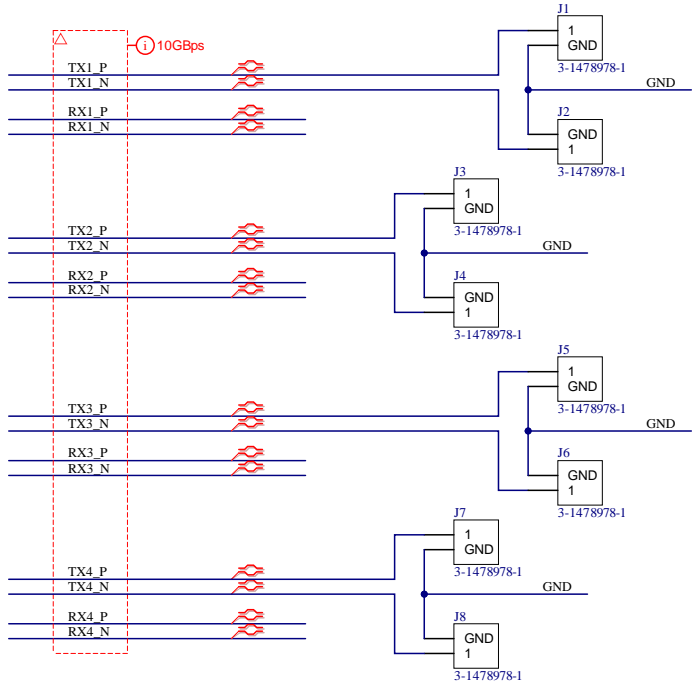 J1
i 10GBps
1
GND
TX1_P
3-1478978-1
TX1_N
GND
RX1_P
J2
RX1_N
GND
1
3-1478978-1
J3
1
GND
TX2_P
3-1478978-1
TX2_N
GND
RX2_P
J4
RX2_N
GND
1
3-1478978-1
J5
1
GND
TX3_P
3-1478978-1
TX3_N
GND
RX3_P
J6
RX3_N
GND
1
3-1478978-1
J7
1
GND
TX4_P
3-1478978-1
TX4_N
GND
RX4_P
J8
RX4_N
GND
1
3-1478978-1